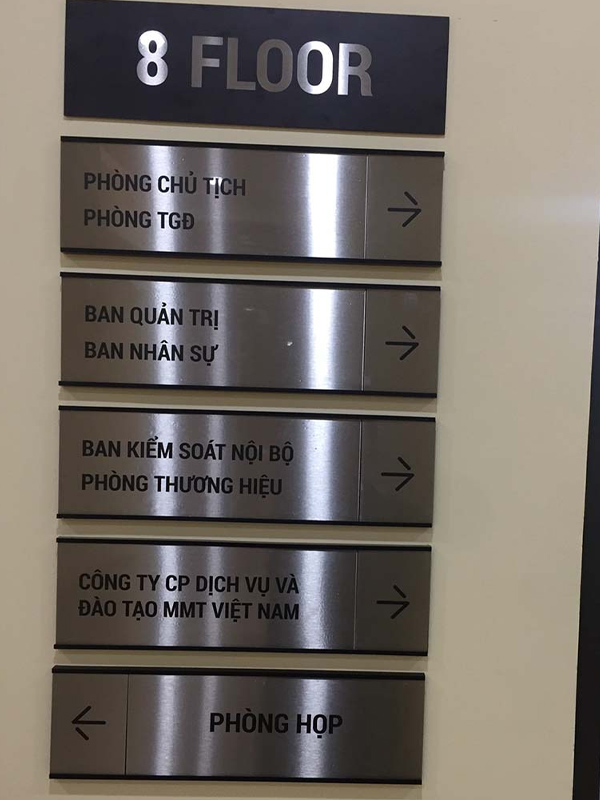 8 FLOOR
PHÒNG CHỦ TỊCH
PHÒNG TGĐ
BAN QUẢN TRỊ
BAN NHÂN SỰ
BAN KIỂM SOÁT NỘI BỘ
PHÒNG THƯƠNG HIỆU
CÔNG TY CP DỊCH VỤ VÀ
ĐÀO TẠO MMT VIỆT NAM
PHÒNG HỌP